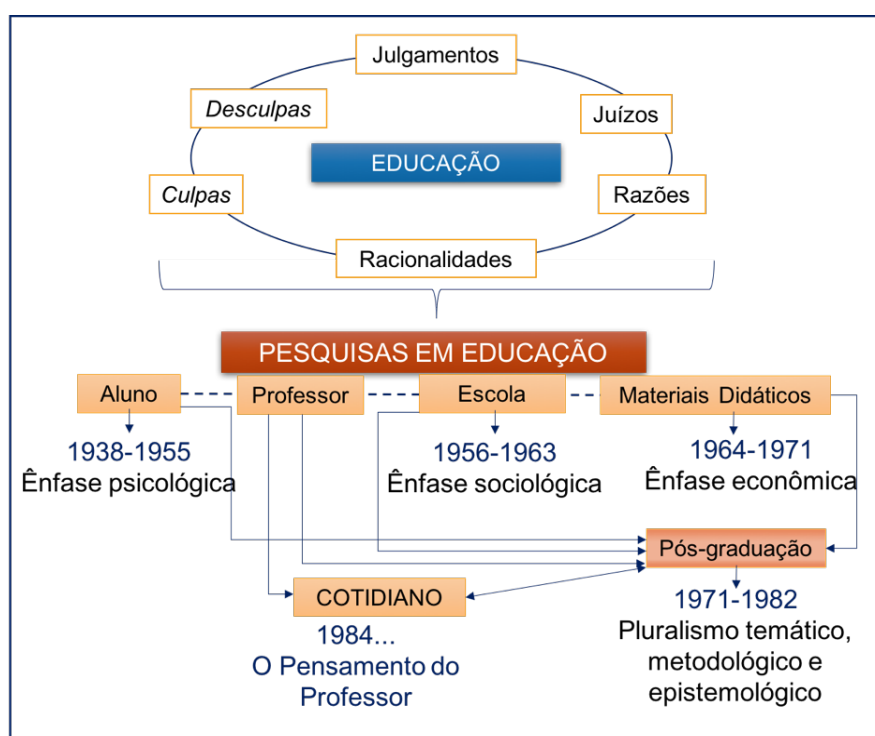 Julgamentos
Desculpas
Juízos
EDUCAÇÃO
Culpas
Razões
Racionalidades
PESQUISAS EM EDUCAÇÃO
Aluno
Professor
Escola
Materiais Didáticos
1938-1955
Ênfase psicológica
1956-1963
Ênfase sociológica
1964-1971
Ênfase econômica
Pós-graduação
COTIDIANO
1971-1982
Pluralismo temático,
metodológico e
epistemológico
1984...
O Pensamento do
Professor